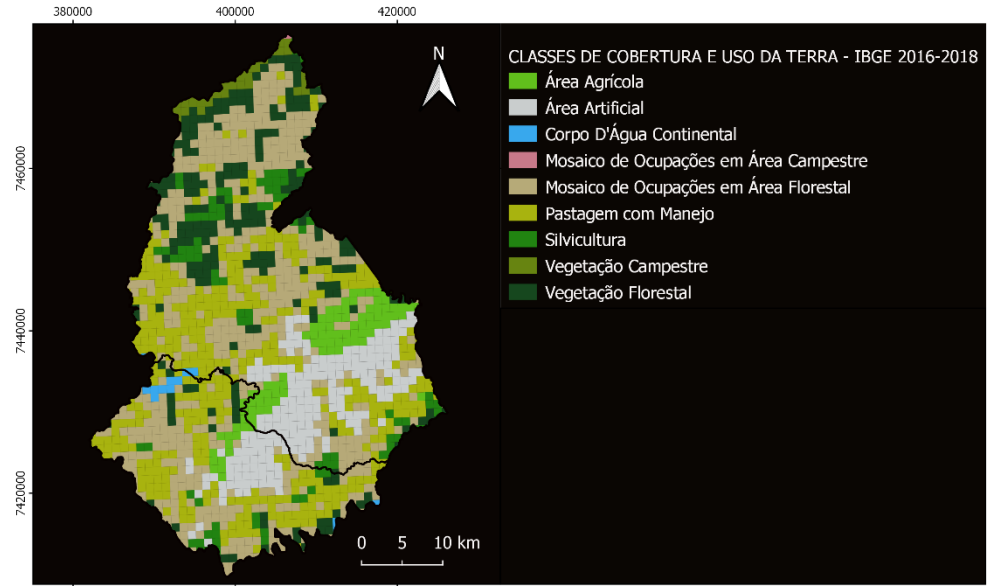 380000
400000
420000
N
CLASSES DE COBERTURA E USO DA TERRA - IBGE 2016-2018
Área Agrícola
Área Artificial
Corpo D'Água Continental
Mosaico de Ocupações em Área Campestre
Mosaico de Ocupações em Área Florestal
Pastagem com Manejo
Silvicultura
Vegetação Campestre
Vegetação Florestal
7460000
7440000
7420000
0 5 10 km